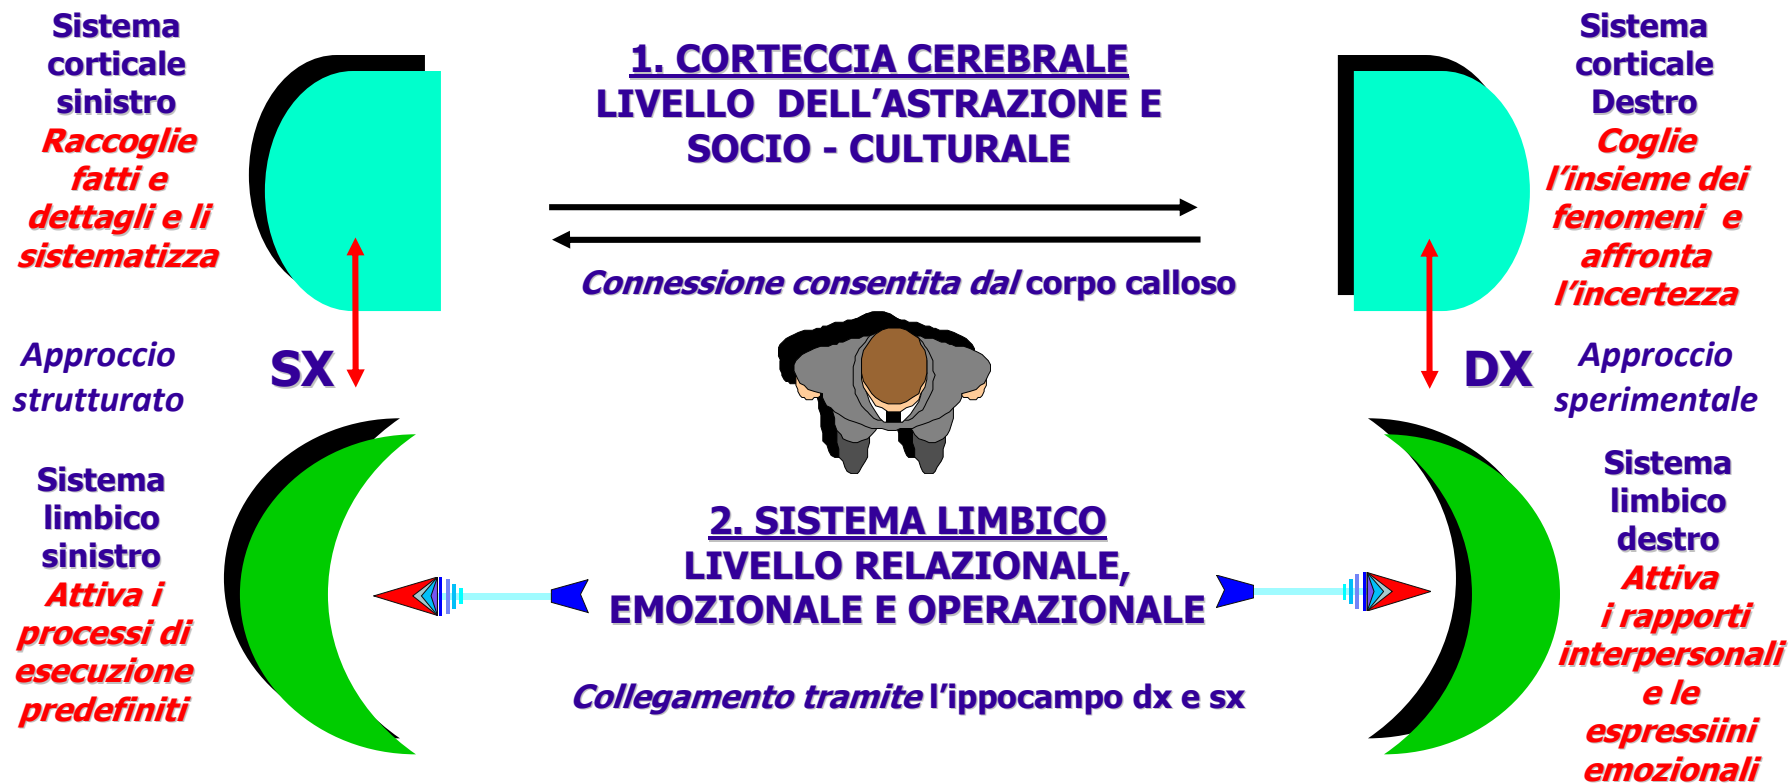 Sistema
corticale
sinistro
Raccoglie
fatti e
dettagli e li
sistematizza
1. CORTECCIA CEREBRALE
LIVELLO DELL’ASTRAZIONE E
SOCIO - CULTURALE
Sistema
corticale
Destro
Coglie
l’insieme dei
fenomeni e
affronta
l’incertezza
Connessione consentita dal corpo calloso
Approccio
strutturato
SX
DX
Approccio
sperimentale
Sistema
limbico
sinistro
Attiva i
processi di
esecuzione
predefiniti
2. SISTEMA LIMBICO
LIVELLO RELAZIONALE,
EMOZIONALE E OPERAZIONALE
Collegamento tramite l’ippocampo dx e sx
Sistema
limbico
destro
Attiva
i rapporti
interpersonali
e le
espressiini
emozionali